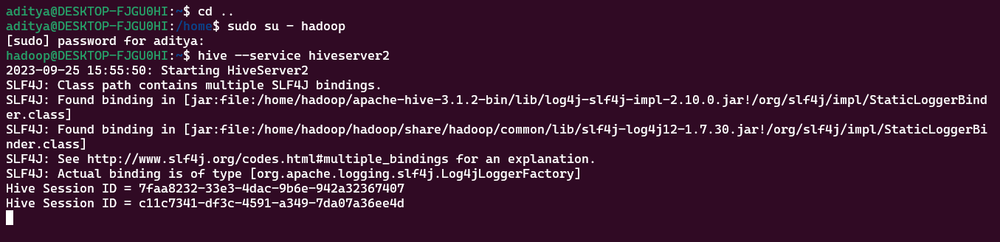 aditya@DESKTOP-FJGU0HI:~$ cd ..
aditya@DESKTOP-FJGU0HI:/home$ sudo su - hadoop
[sudo] password for aditya:
hadoop@DESKTOP-FJGU0HI:~$ hive --service hiveserver2
2023-09-25 15:55:50: Starting HiveServer2
SLF4J: Class path contains multiple SLF4J bindings.
SLF4J: Found binding in [jar:file:/home/hadoop/apache-hive-3.1.2-bin/lib/log4j-slf4j-impl-2.10.0.jar!/org/slf4j/impl/StaticLoggerBind
er.class]
SLF4J: Found binding in [jar:file:/home/hadoop/hadoop/share/hadoop/common/lib/slf4j-log4j12-1.7.30.jar!/org/slf4j/impl/StaticLoggerBi
nder.class]
SLF4J: See http://www.slf4j.org/codes.html#multiple_bindings for an explanation.
SLF4J: Actual binding is of type [org.apache.logging.slf4j.Log4jLoggerFactory]
Hive Session ID = 7faa8232-33e3-4dac-9b6e-942a32367407
Hive Session ID = c11c7341-df3c-4591-a349-7da07a36ee4d